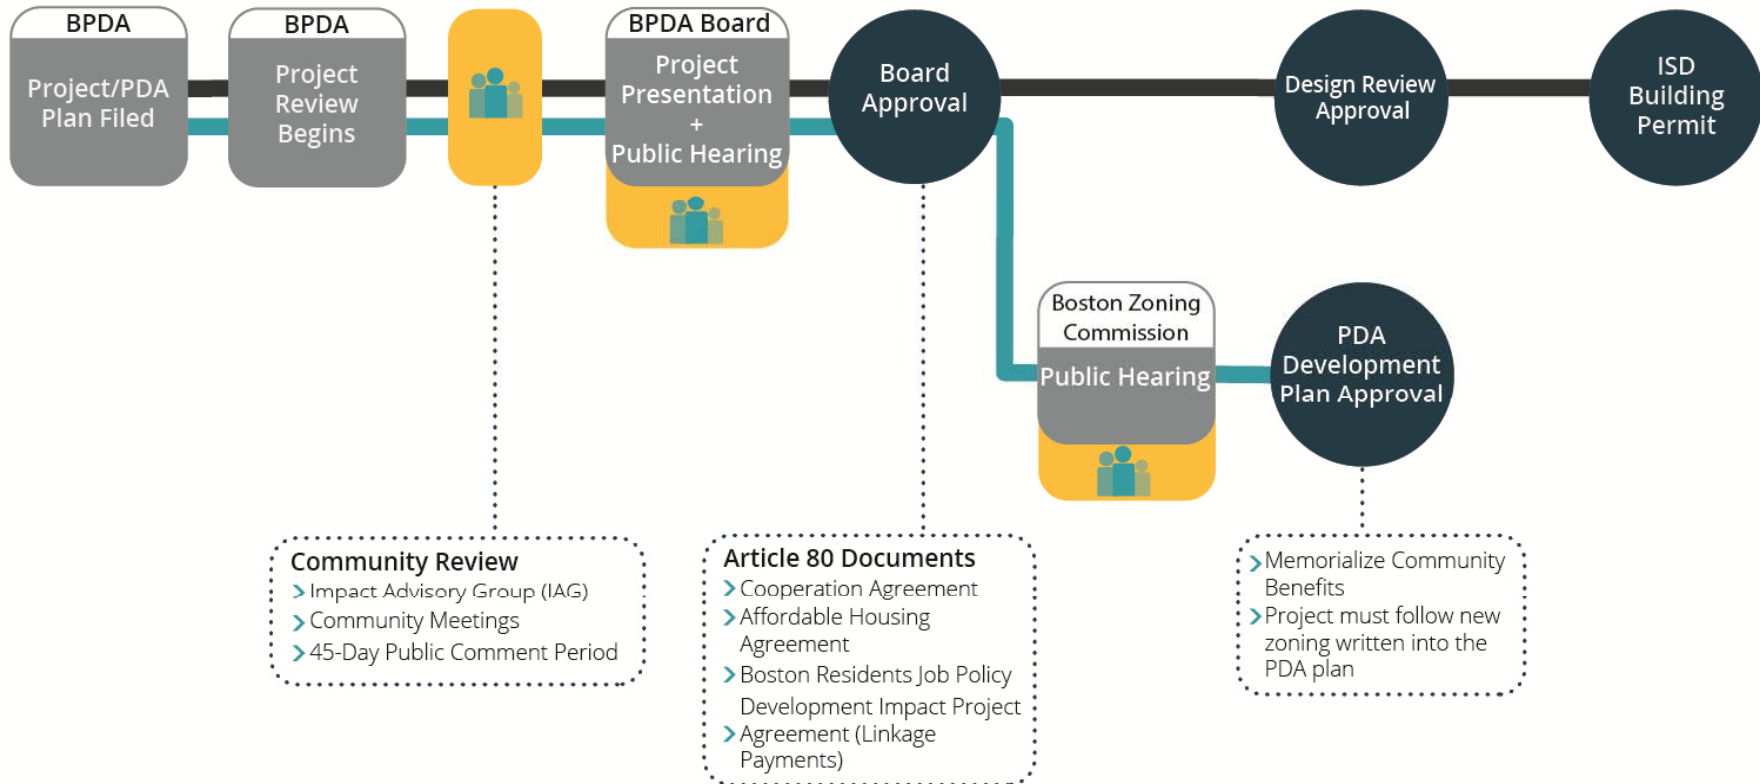 BPDA
Project/PDA
Plan Filed
BPDA
Project
Review
Begins
BPDA Board
Project
Presentation
+
Public Hearing
Board
Approval
Design Review
Approval
ISD
Building
Permit
Boston Zoning
Commission
Public Hearing
PDA
Development
Plan Approval
Community Review
Impact Advisory Group (IAG)
Community Meetings
45-Day Public Comment Period
Article 80 Documents
Cooperation Agreement
Affordable Housing
Agreement
Boston Residents Job Policy
Development Impact Project
Agreement (Linkage
Payments)
Memorialize Community
Benefits
Project must follow new
zoning written into the
PDA plan